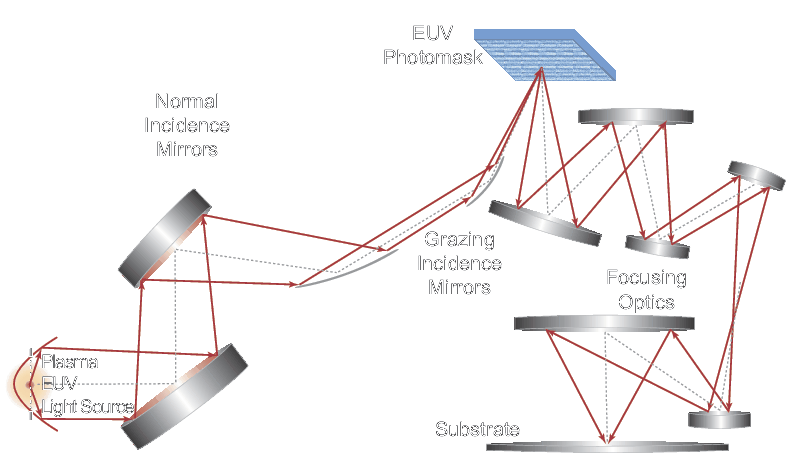 EUV
Photomask
Normal
Incidence
Mirrors
Grazing
Incidence
Mirrors
Focusing
Optics
Plasma
EUV
Light Source
Substrate